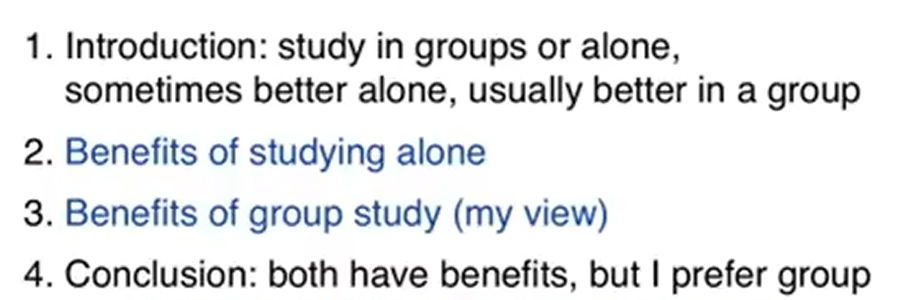 1. Introduction: study in groups or alone,
sometimes better alone, usually better in a group
2. Benefits of studying alone
3. Benefits of group study (my view)
4. Conclusion: both have benefits, but I prefer group